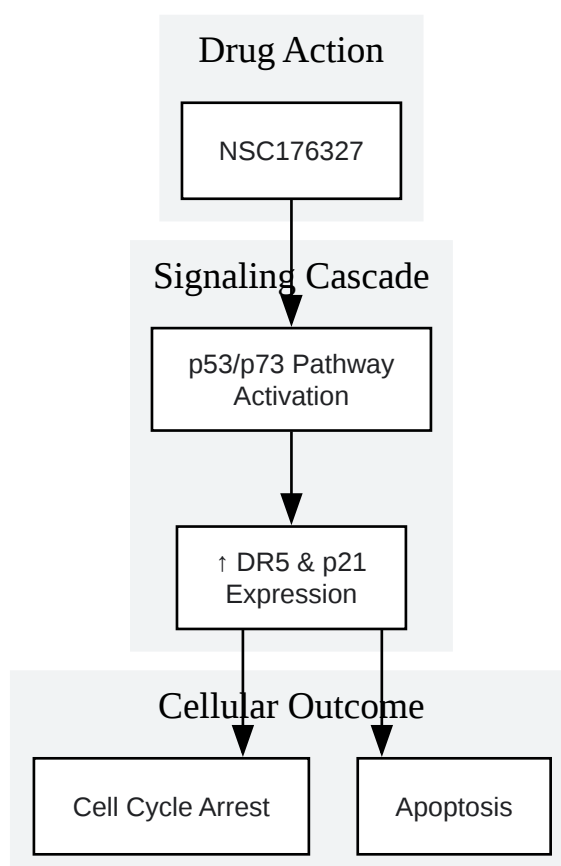 Drug Action
NSC176327
Signaling Cascade
p53/p73 Pathway
Activation
↑ DR5 & p21
Expression
Cellular Outcome
Cell Cycle Arrest
Apoptosis